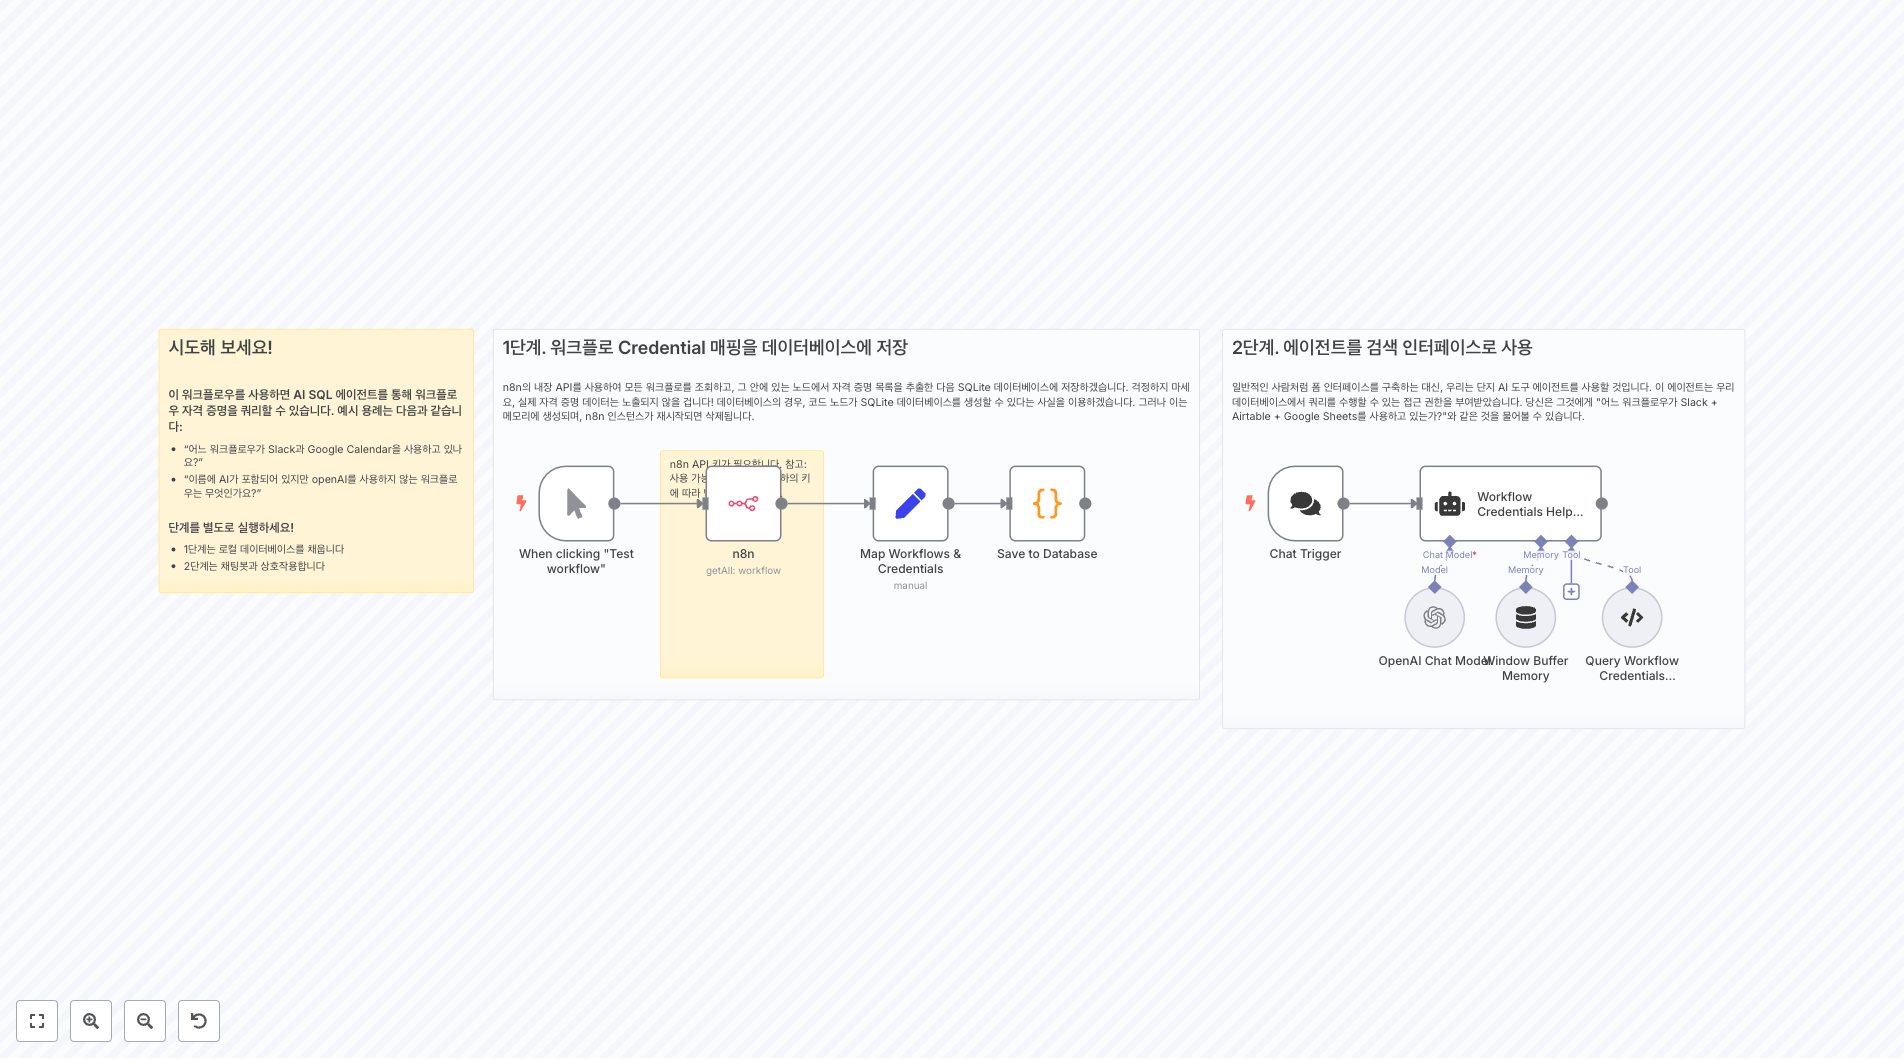 시도해 보세요!
이 워크플로우를 사용하면 AI SQL 에이전트를 통해 워크플로
우 자격 증명을 쿼리할 수 있습니다. 예시 용례는 다음과 같습니
다:
“어느 워크플로우가 Slack과 Google Calendar을 사용하고 있나
요?”
“이름에 AI가 포함되어 있지만 openAI를 사용하지 않는 워크플로
우는 무엇인가요?”
단계를 별도로 실행하세요!
1단계는 로컬 데이터베이스를 채웁니다
2단계는 채팅봇과 상호작용합니다
1단계. 워크플로 Credential 매핑을 데이터베이스에 저장
n8n의 내장 API를 사용하여 모든 워크플로를 조회하고, 그 안에 있는 노드에서 자격 증명 목록을 추출한 다음 SQLite 데이터베이스에 저장하겠습니다. 걱정하지 마세
요, 실제 자격 증명 데이터는 노출되지 않을 겁니다! 데이터베이스의 경우, 코드 노드가 SQLite 데이터베이스를 생성할 수 있다는 사실을 이용하겠습니다. 그러나 이는
메모리에 생성되며, n8n 인스턴스가 재시작되면 삭제됩니다.
n8n API 키가 필요합니다. 참고:
사용 가능 하의 키
에 따라
When clicking "Test
workflow"
n8n
getAll: workflow
Map Workflows &
Credentials
manual
Save to Database
2단계. 에이전트를 검색 인터페이스로 사용
일반적인 사람처럼 폼 인터페이스를 구축하는 대신, 우리는 단지 AI 도구 에이전트를 사용할 것입니다. 이 에이전트는 우리
데이터베이스에서 쿼리를 수행할 수 있는 접근 권한을 부여받았습니다. 당신은 그것에게 "어느 워크플로우가 Slack +
Airtable + Google Sheets를 사용하고 있는가?"와 같은 것을 물어볼 수 있습니다.
Chat Trigger
Workflow
Credentials Help...
Chat Model*
Memory
Tool
Model
Memory
Tool
OpenAI Chat Model
Window Buffer
Memory
Query Workflow
Credentials...